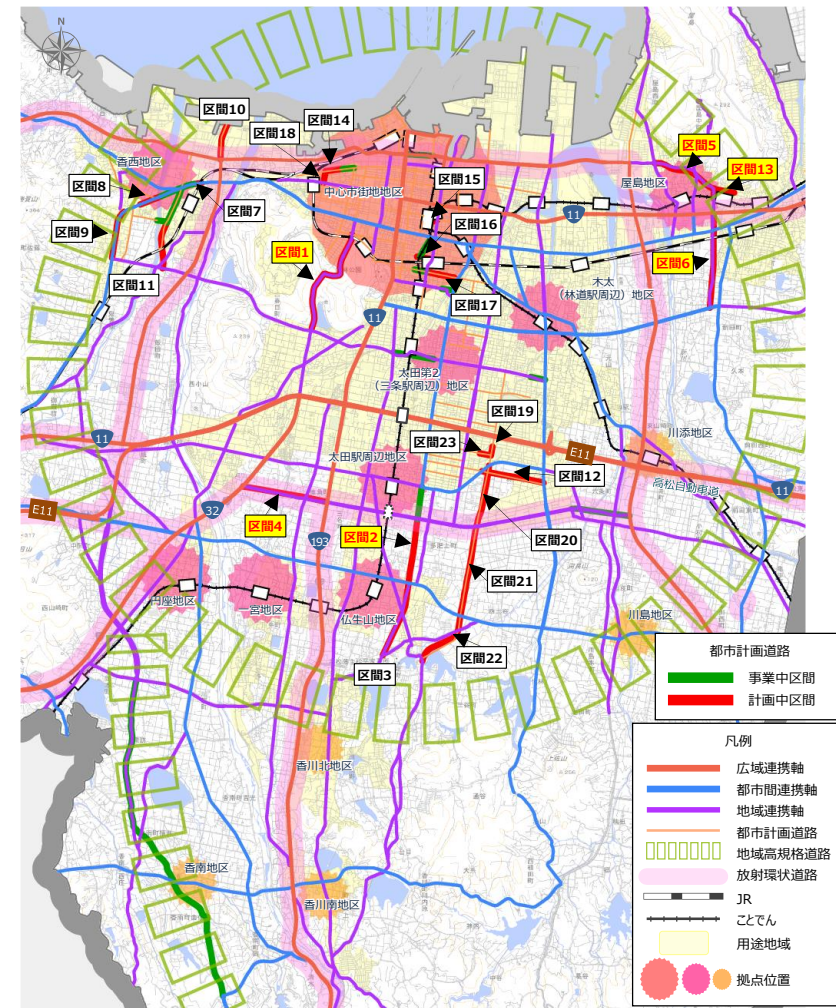 N
区間10
区間14
区間18
香西地区
区間5
区間15
区間13
区間8
中心市街地地区
屋島地区
区間7
区間16
11
区間9
区間1
区間6
区間11
区間17
木太
（林道駅周辺）地区
11
太田第2
（三条駅周辺）地区
区間19
川添地区
11
区間23
太田駅周辺地区
E11
区間12
高松自動車道
11
E11
32
区間4
193
区間2
区間20
区間21
円座地区
一宮地区
仏生山地区
川島地区
区間22
区間3
都市計画道路
事業中区間
計画中区間
凡例
香川北地区
広域連携軸
都市間連携軸
地域連携軸
都市計画道路
地域高規格道路
香南地区
放射環状道路
香川南地区
JR
ことでん
用途地域
拠点位置